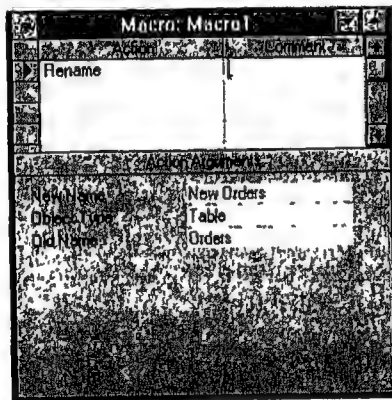 Macro: Macro1
Action Comment
Rename
Action Arguments
New Name New Orders
Object Type Table
Old Name Orders